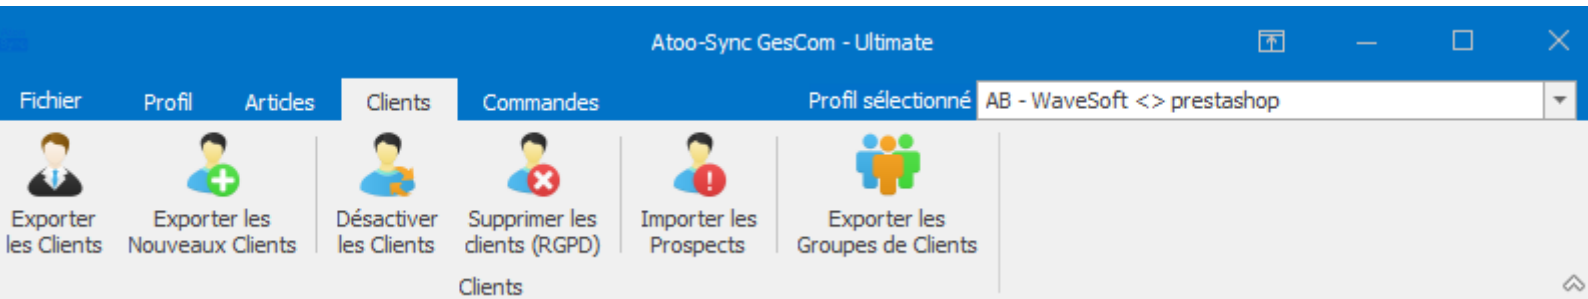 Atoo-Sync GesCom - Ultimate
Fichier Profil Articles Clients Commandes Profil sélectionné AB - WaveSoft <> prestashop
Exporter les Clients
Exporter les Nouveaux Clients
Désactiver les Clients
Supprimer les clients (RGPD)
Importer les Prospects
Exporter les Groupes de Clients
Clients